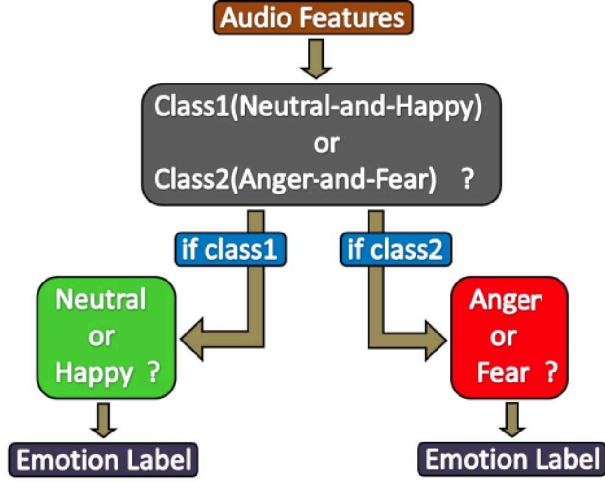 Audio Features
Class1(Neutral-and-Happy)
or
Class2(Anger-and-Fear) ?
if class1
if class2
Neutral
or
Happy ?
Anger
or
Fear ?
Emotion Label
Emotion Label